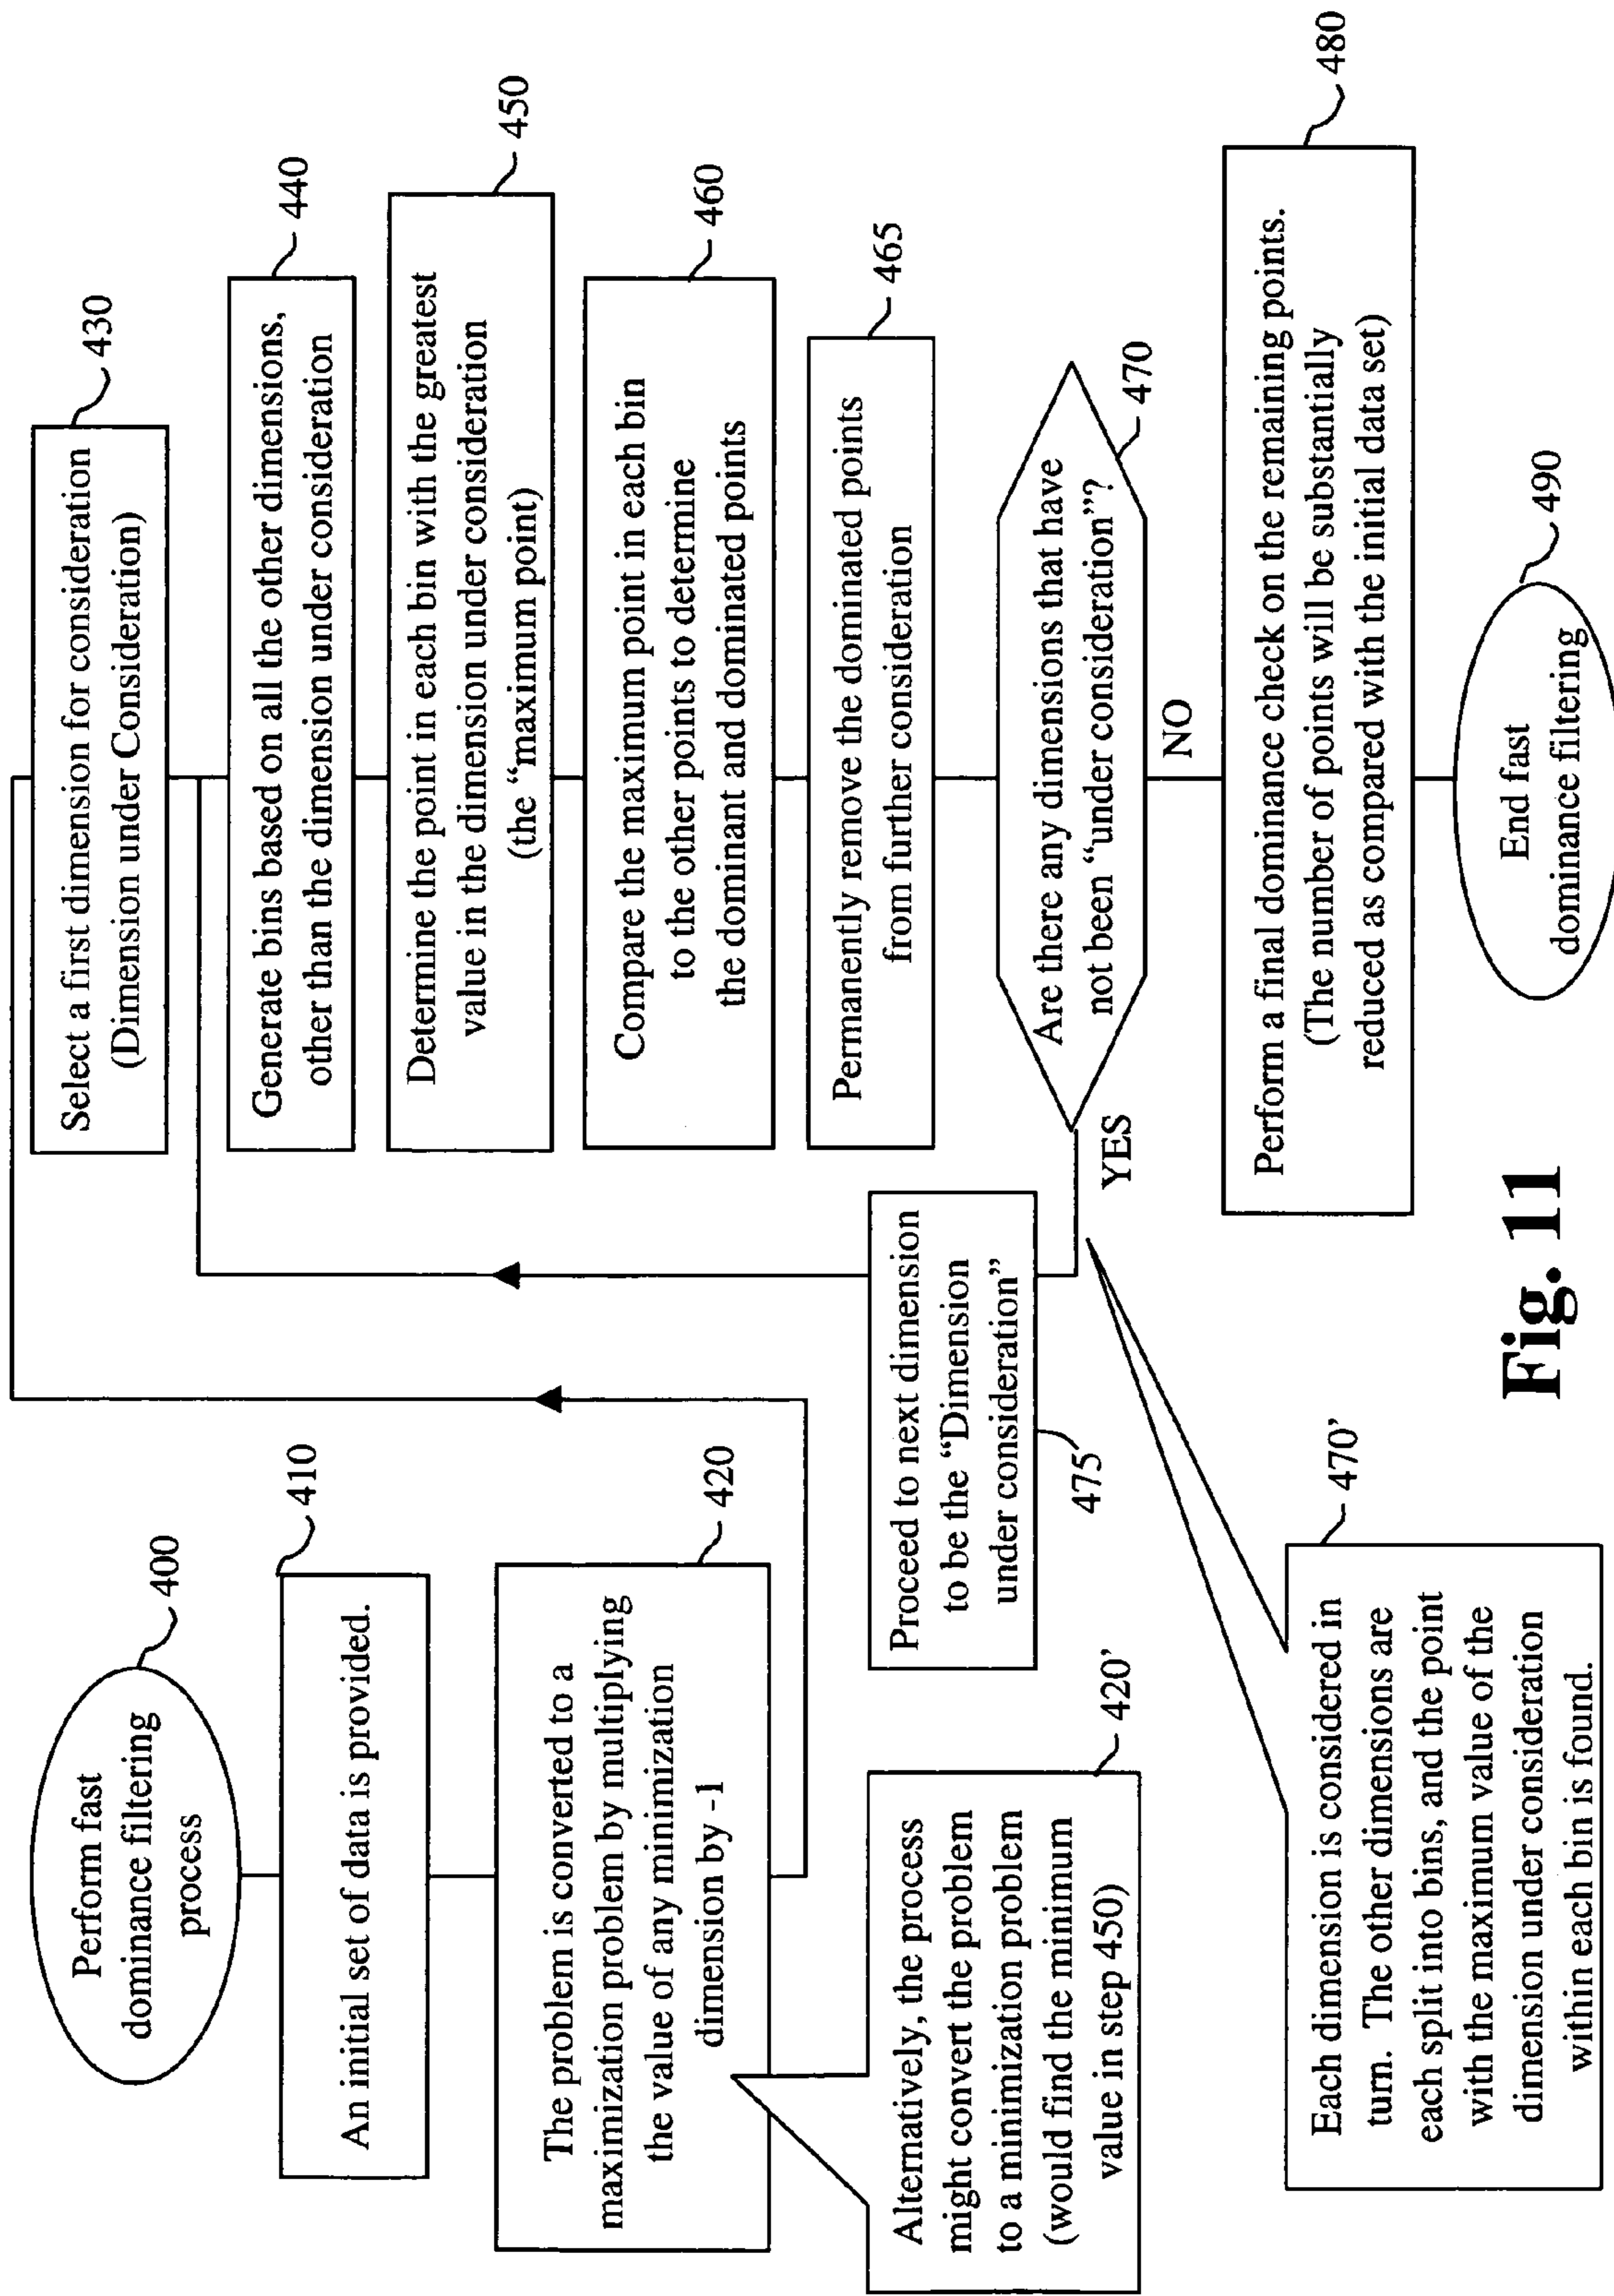 Perform fast
dominance filtering
process
400
An initial set of data is provided.
410
The problem is converted to a
maximization problem by multiplying
the value of any minimization
dimension by -1
420
Alternatively, the process
might convert the problem
to a minimization problem
(would find the minimum
value in step 450)
420’
Select a first dimension for consideration
(Dimension under Consideration)
430
Generate bins based on all the other dimensions,
other than the dimension under consideration
440
Determine the point in each bin with the greatest
value in the dimension under consideration
(the “maximum point)
450
Compare the maximum point in each bin
to the other points to determine
the dominant and dominated points
460
Permanently remove the dominated points
from further consideration
465
Are there any dimensions that have
not been “under consideration”?
470
YES
NO
Proceed to next dimension
to be the “Dimension
under consideration”
475
Each dimension is considered in
turn. The other dimensions are
each split into bins, and the point
with the maximum value of the
dimension under consideration
within each bin is found.
470’
Perform a final dominance check on the remaining points.
(The number of points will be substantially
reduced as compared with the initial data set)
480
End fast
dominance filtering
490
Fig. 11